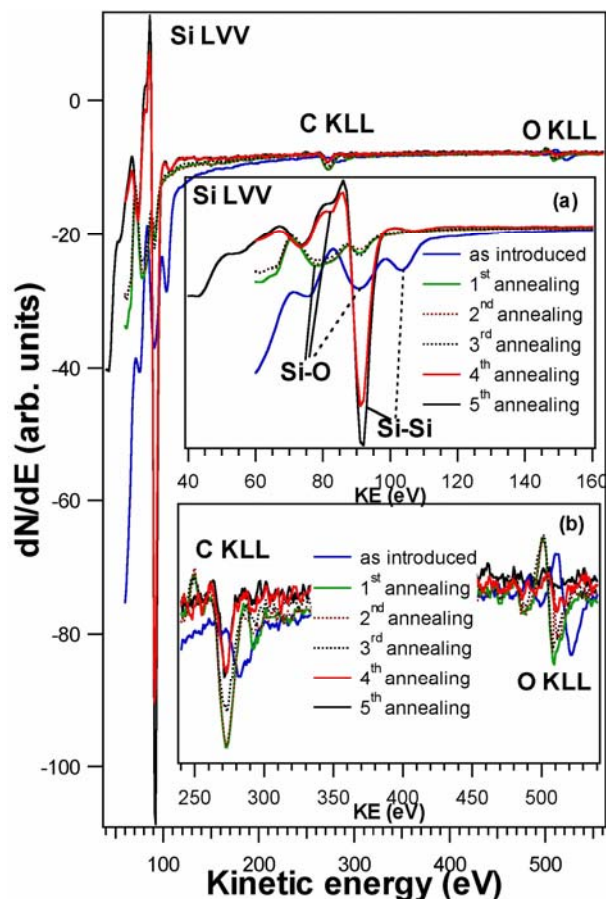 Si LVV
C KLL
O KLL
0
-20
-40
-60
-80
-100
dN/dE (arb. units)
Si LVV
(a)
as introduced
1st annealing
2nd annealing
3rd annealing
4th annealing
5th annealing
Si-O
Si-Si
40 60 80 100 120 140 160
KE (eV)
(b)
C KLL
as introduced
1st annealing
2nd annealing
3rd annealing
4th annealing
5th annealing
O KLL
250 300 350 400 450 500
KE (eV)
100 200 300 400 500
Kinetic energy (eV)